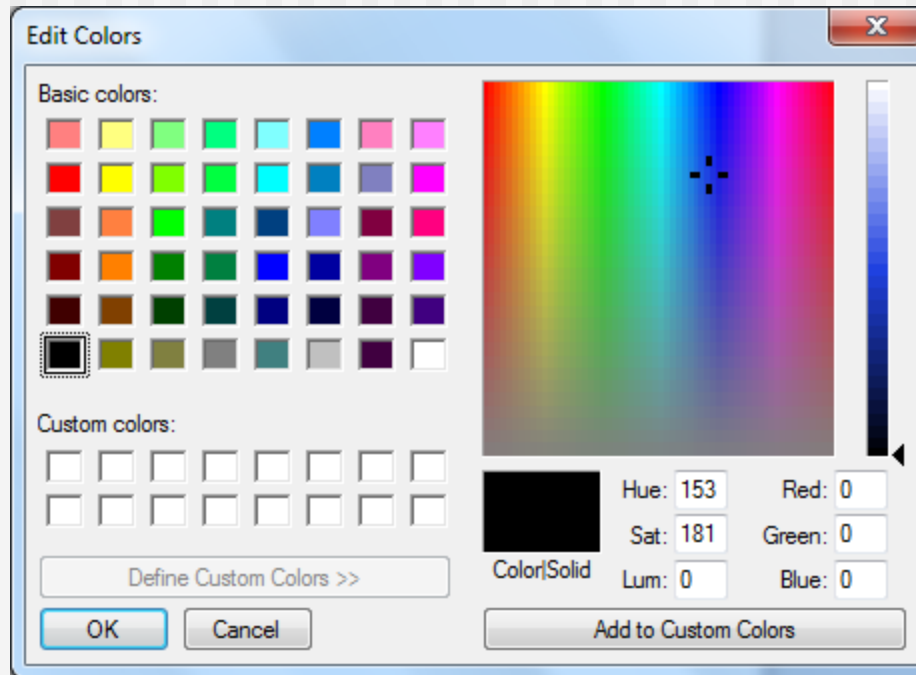 Edit Colors
Basic colors:
Custom colors:
Define Custom Colors >>
OK
Cancel
Color|Solid
Hue: 153
Sat: 181
Lum: 0
Red: 0
Green: 0
Blue: 0
Add to Custom Colors